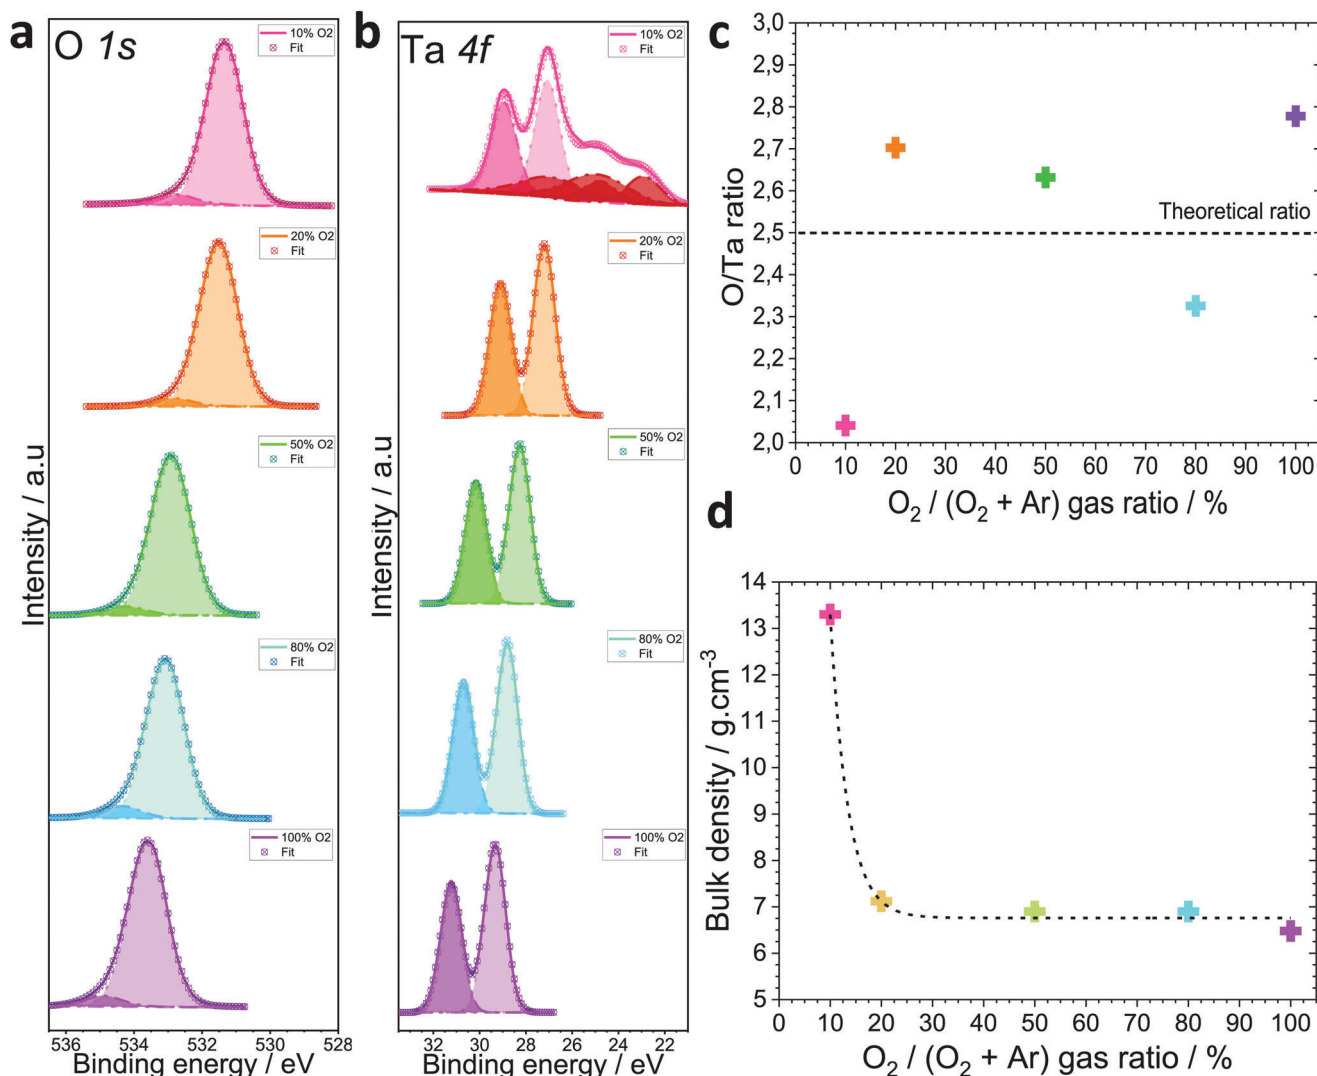 a
O 1s
10% O2
Fit
20% O2
Fit
50% O2
Fit
80% O2
Fit
100% O2
Fit
Intensity / a.u
536 534 532 530 528
Binding energy / eV
b
Ta 4f
10% O2
Fit
20% O2
Fit
50% O2
Fit
80% O2
Fit
100% O2
Fit
Intensity / a.u
32 30 28 26 24 22
Binding energy / eV
c
3,0
2,9
2,8
2,7
2,6
2,5
2,4
2,3
2,2
2,1
2,0
O/Ta ratio
Theoretical ratio
0 10 20 30 40 50 60 70 80 90 100
O₂ / (O₂ + Ar) gas ratio / %
d
14
13
12
11
10
9
8
7
6
5
Bulk density / g.cm⁻³
0 10 20 30 40 50 60 70 80 90 100
O₂ / (O₂ + Ar) gas ratio / %